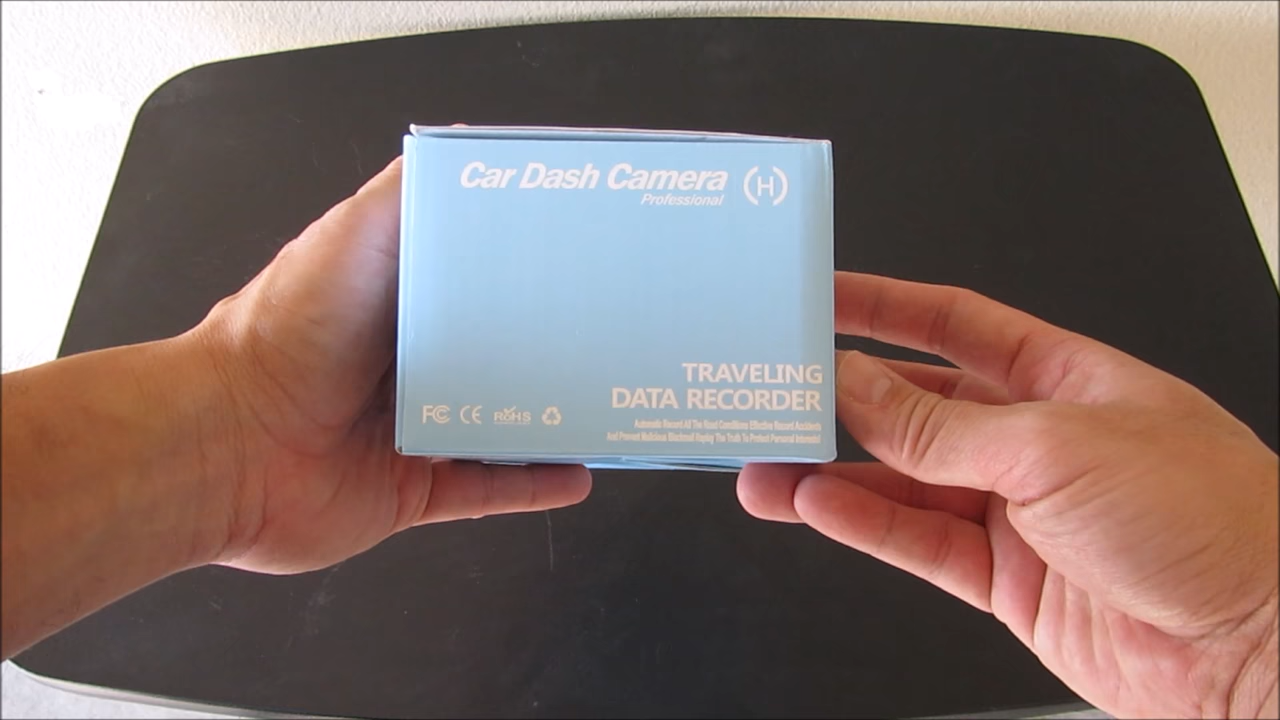 Car Dash Camera (H)
Professional
TRAVELING
DATA RECORDER
FC CE RoHS
Automatic Record All The Road Conditions Effective Record Accidents
And Prevent Malicious Blackmail Replay The Truth To Protect Personal Interests!